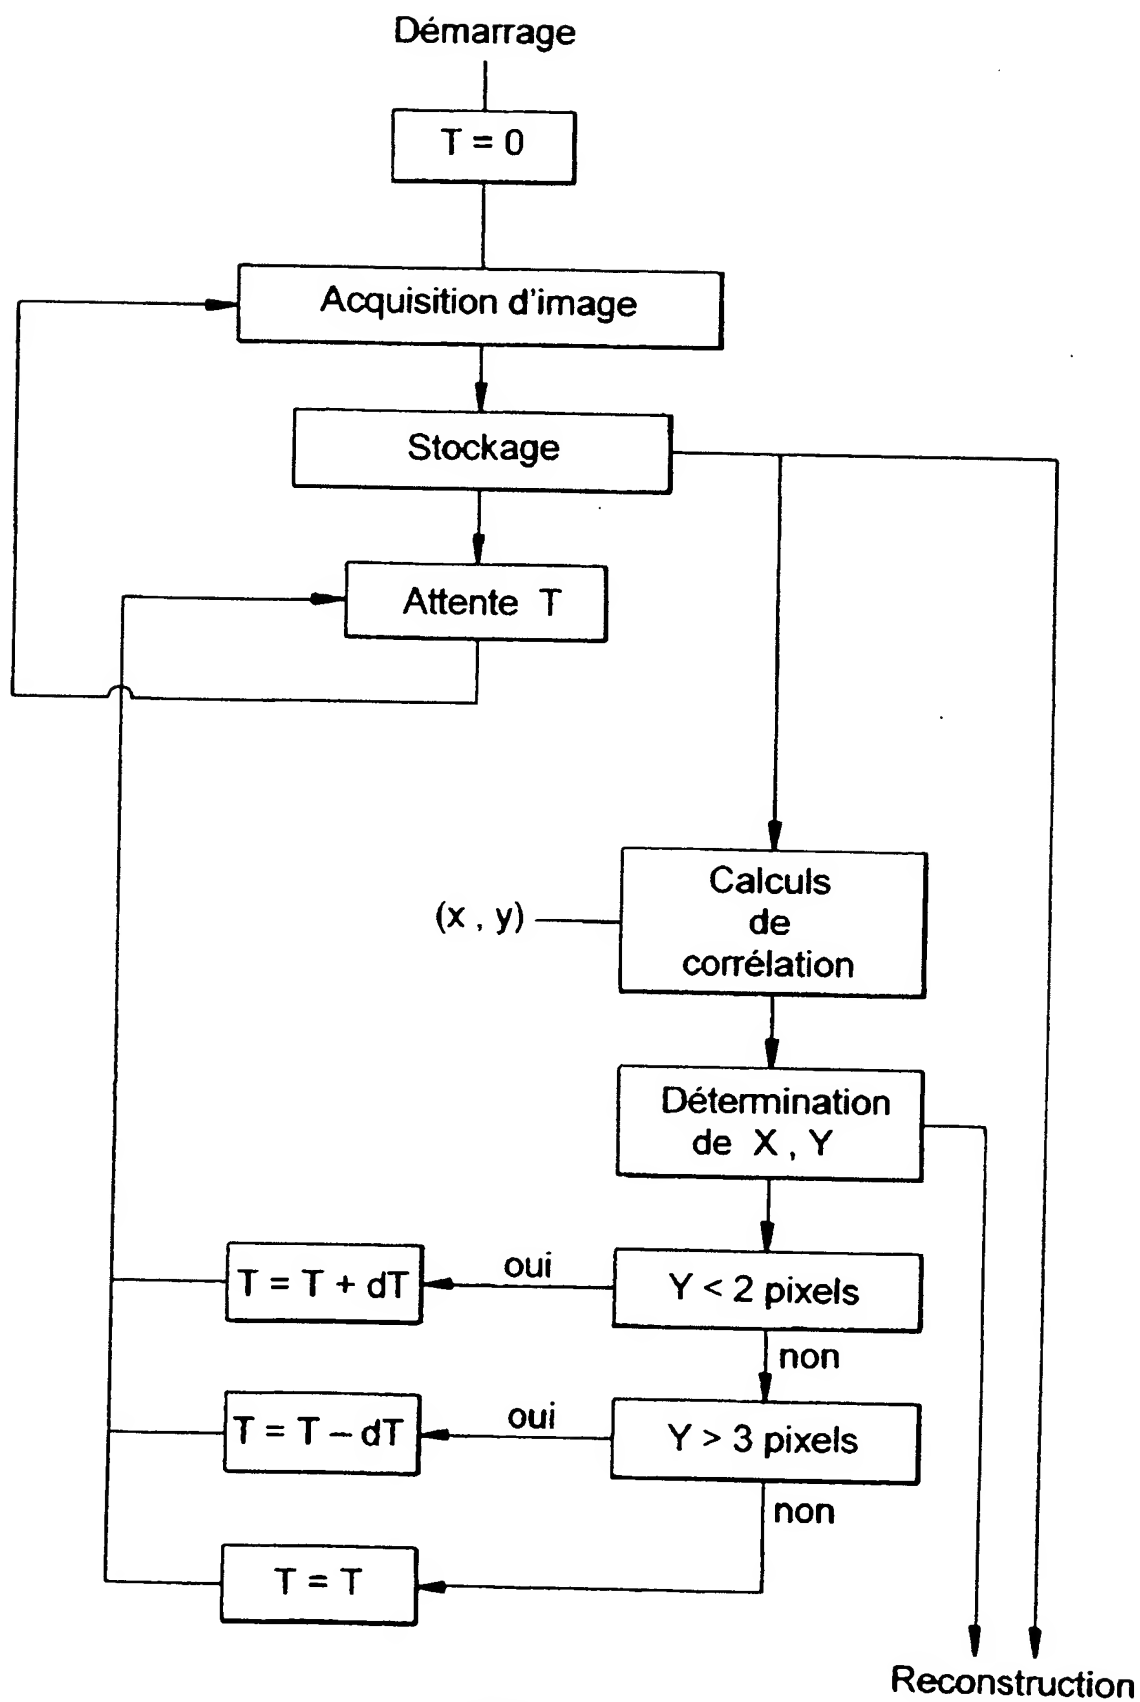 Démarrage
T = 0
Acquisition d'image
Stockage
Attente T
Calculs
de
corrélation
(x , y)
Détermination
de X , Y
Y < 2 pixels
oui
T = T + dT
non
Y > 3 pixels
oui
T = T – dT
non
T = T
Reconstruction